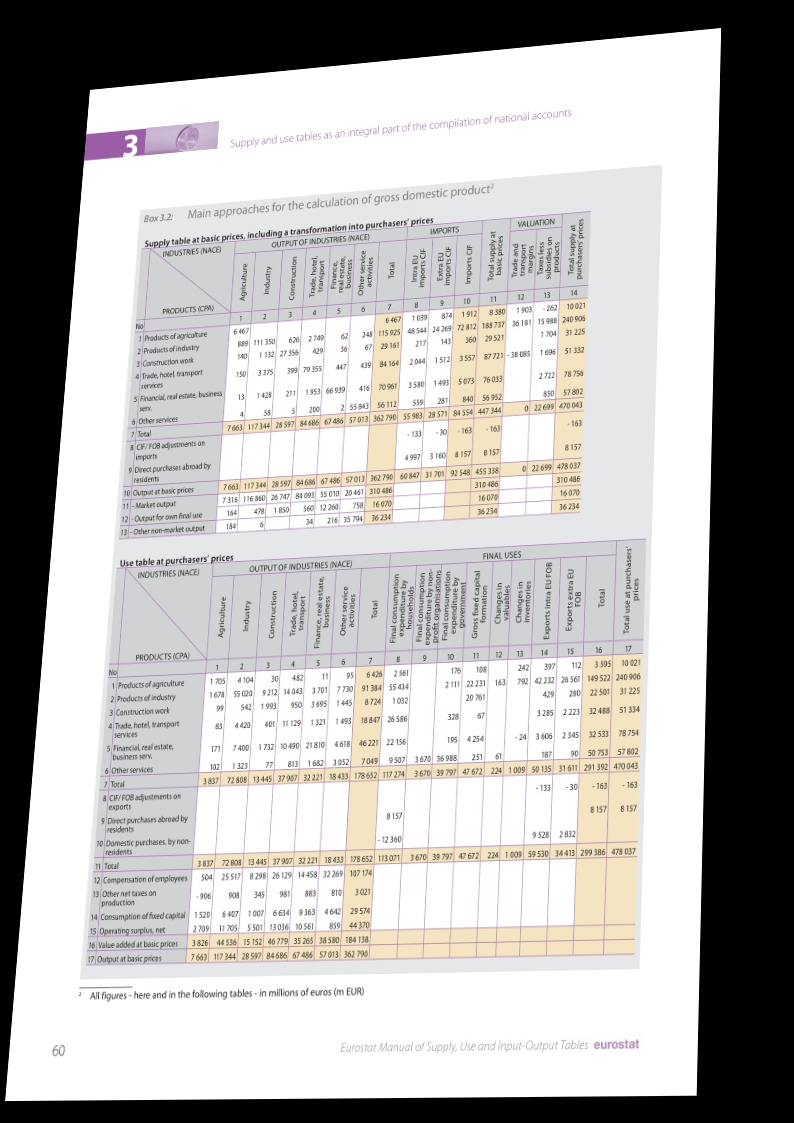 3
Supply and use tables as an integral part of the compilation of national accounts
Box 3.2: Main approaches for the calculation of gross domestic product²
Supply table at basic prices, including a transformation into purchasers' prices
INDUSTRIES (NACE) OUTPUT OF INDUSTRIES (NACE) IMPORTS VALUATION
Agriculture Industry Construction Trade, hotel, transport Finance, real estate, business Other service activities Total Intra EU imports CIF Extra EU imports CIF Imports CIF Total supply at basic prices Trade and transport margins Taxes less subsidies on products Total supply at purchasers' prices
PRODUCTS (CPA)
No 1 2 3 4 5 6 7 8 9 10 11 12 13 14
1 Products of agriculture 6 467 6 467 1 039 874 1 912 8 380 1 903 - 262 10 021
2 Products of industry 889 111 350 626 2 749 62 248 115 925 48 544 24 269 72 812 188 737 36 181 15 988 240 906
3 Construction work 140 1 132 27 356 429 36 67 29 161 217 143 360 29 521 1 704 31 225
4 Trade, hotel, transport services 150 3 375 399 79 355 447 439 84 164 2 044 1 512 3 557 87 721 - 38 085 1 696 51 332
5 Financial, real estate, business serv. 13 1 428 211 1 953 66 939 416 70 961 3 580 1 493 5 073 76 033 2 722 78 756
6 Other services 4 58 5 200 2 55 843 56 112 559 281 840 56 952 850 57 802
7 Total 7 663 117 344 28 597 84 686 67 486 57 013 362 790 55 983 28 571 84 554 447 344 0 22 699 470 043
8 CIF/ FOB adjustments on imports - 133 - 30 - 163 - 163 - 163
9 Direct purchases abroad by residents 4 997 3 160 8 157 8 157 8 157
10 Output at basic prices 7 663 117 344 28 597 84 686 67 486 57 013 362 790 60 847 31 701 92 548 455 338 0 22 699 478 037
11 - Market output 7 316 116 860 26 747 84 093 55 010 20 461 310 486 310 486 310 486
12 - Output for own final use 164 478 1 850 560 12 260 758 16 070 16 070 16 070
13 - Other non-market output 184 6 34 216 35 794 36 234 36 234 36 234
Use table at purchasers' prices
INDUSTRIES (NACE) OUTPUT OF INDUSTRIES (NACE) FINAL USES
Agriculture Industry Construction Trade, hotel, transport Finance, real estate, business Other service activities Total Final consumption expenditure by households Final consumption expenditure by non-profit organisations Final consumption expenditure by government Gross fixed capital formation Changes in valuables Changes in inventories Exports intra EU FOB Exports extra EU FOB Total Total use at purchasers' prices
PRODUCTS (CPA)
No 1 2 3 4 5 6 7 8 9 10 11 12 13 14 15 16 17
1 Products of agriculture 1 705 4 104 30 482 11 95 6 426 2 561 176 108 242 397 112 3 595 10 021
2 Products of industry 1 678 55 020 9 212 14 043 3 701 7 730 91 384 55 434 2 111 22 231 163 792 42 232 26 561 149 522 240 906
3 Construction work 99 542 1 993 950 3 695 1 445 8 724 1 032 20 761 429 280 22 501 31 225
4 Trade, hotel, transport services 83 4 420 401 11 129 1 321 1 493 18 847 26 586 328 67 3 285 2 223 32 488 51 334
5 Financial, real estate, business serv. 171 7 400 1 732 10 490 21 810 4 618 46 221 22 156 195 4 254 - 24 3 606 2 345 32 533 78 754
6 Other services 102 1 323 77 813 1 682 3 052 7 049 9 507 3 670 36 988 251 61 187 90 50 753 57 802
7 Total 3 837 72 808 13 445 37 907 32 221 18 433 178 652 117 274 3 670 39 797 47 672 224 1 009 50 135 31 611 291 392 470 043
8 CIF/ FOB adjustments on exports - 133 - 30 - 163 - 163
9 Direct purchases abroad by residents 8 157 8 157 8 157
10 Domestic purchases. by non-residents - 12 360 9 528 2 832
11 Total 3 837 72 808 13 445 37 907 32 221 18 433 178 652 113 071 3 670 39 797 47 672 224 1 009 59 530 34 413 299 386 478 037
12 Compensation of employees 504 25 517 8 298 26 129 14 458 32 269 107 174
13 Other net taxes on production - 906 908 345 981 883 810 3 021
14 Consumption of fixed capital 1 520 6 407 1 007 6 634 9 363 4 642 29 574
15 Operating surplus, net 2 709 11 705 5 501 13 036 10 561 859 44 370
16 Value added at basic prices 3 826 44 536 15 152 46 779 35 265 38 580 184 138
17 Output at basic prices 7 663 117 344 28 597 84 686 67 486 57 013 362 790
² All figures - here and in the following tables - in millions of euros (m EUR)
60
Eurostat Manual of Supply, Use and Input-Output Tables eurostat